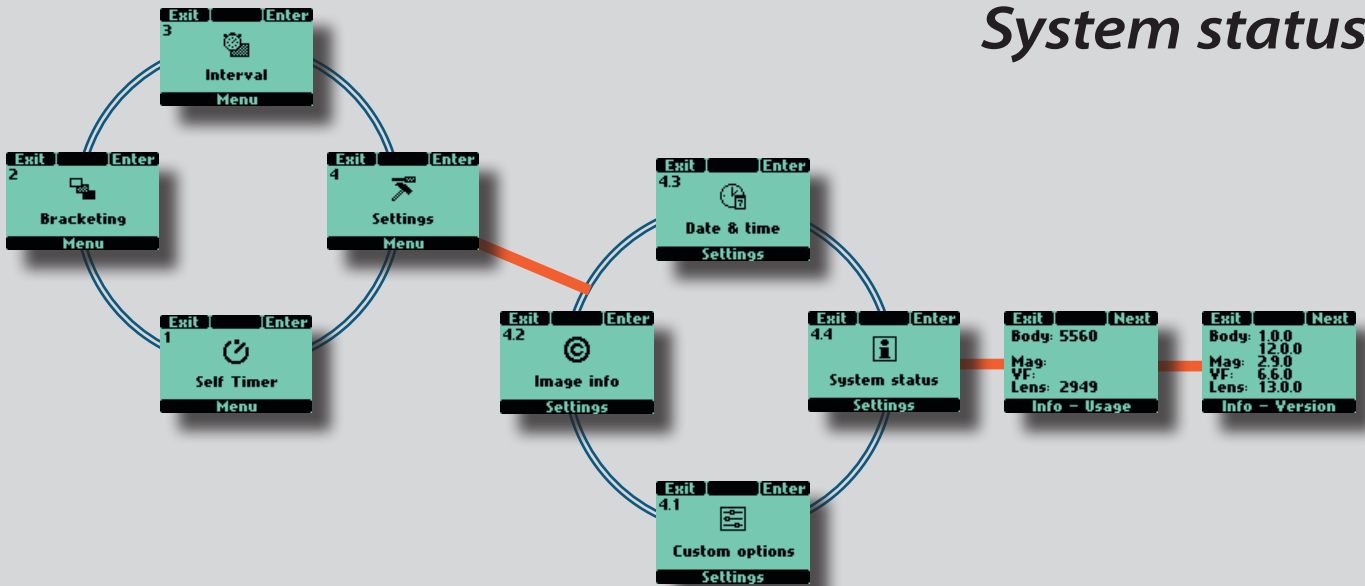 System status
Exit Enter
3
Interval
Menu
Exit Enter
2
Bracketing
Menu
Exit Enter
4
Settings
Menu
Exit Enter
1
Self Timer
Menu
Exit Enter
4.3
Date & time
Settings
Exit Enter
4.2
©
Image info
Settings
Exit Enter
4.4
i
System status
Settings
Exit Enter
4.1
Custom options
Settings
Exit Next
Body: 5560
Mag:
VF:
Lens: 2949
Info - Usage
Exit Next
Body: 1.0.0
12.0.0
Mag: 2.9.0
VF: 6.6.0
Lens: 13.0.0
Info - Version